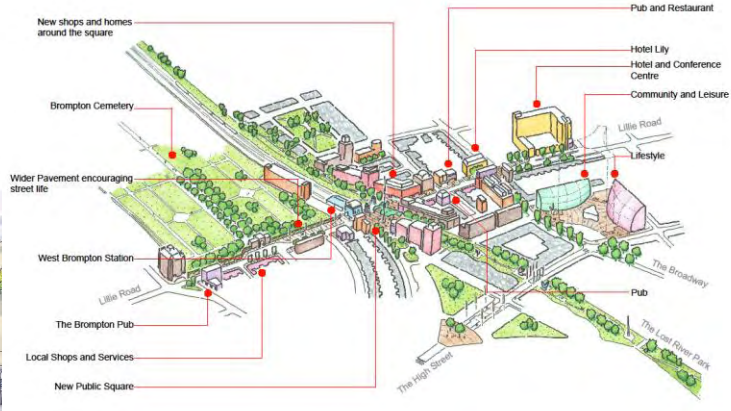 New shops and homes
around the square
Brompton Cemetery
Wider Pavement encouraging
street life
West Brompton Station
Lillie Road
The Brompton Pub
Local Shops and Services
New Public Square
Pub and Restaurant
Hotel Lily
Hotel and Conference
Centre
Community and Leisure
Lillie Road
Lifestyle
The Broadway
Pub
The Lost River Park
The High Street